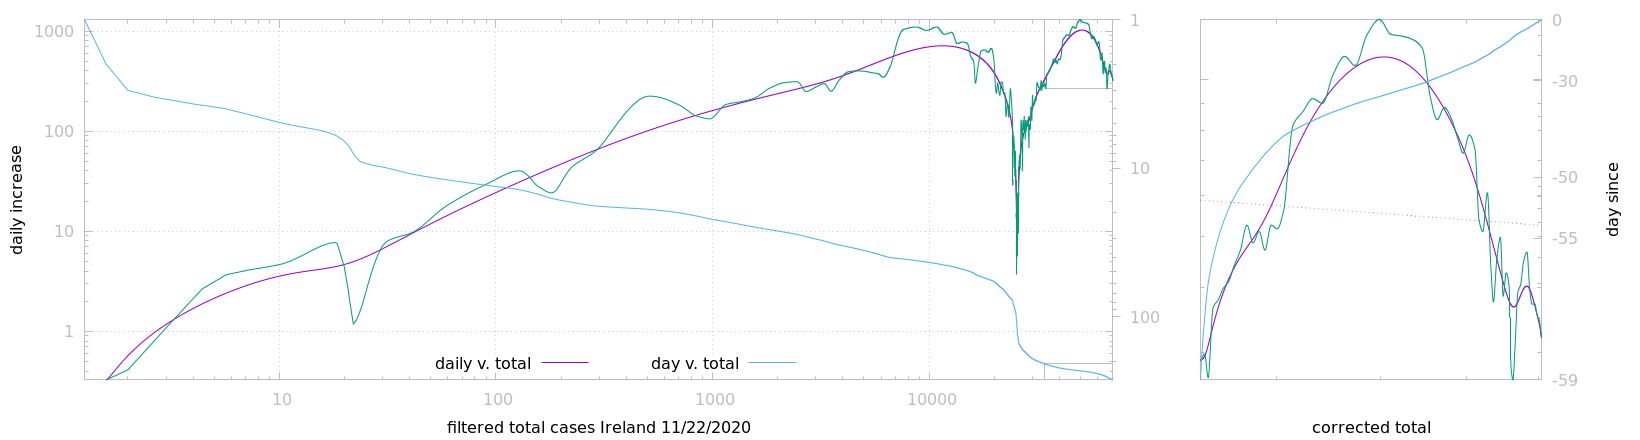 1000
100
10
1
daily increase
10
100
1000
10000
filtered total cases Ireland 11/22/2020
daily v. total
day v. total
1
10
100
0
-30
-50
-55
-59
day since
corrected total